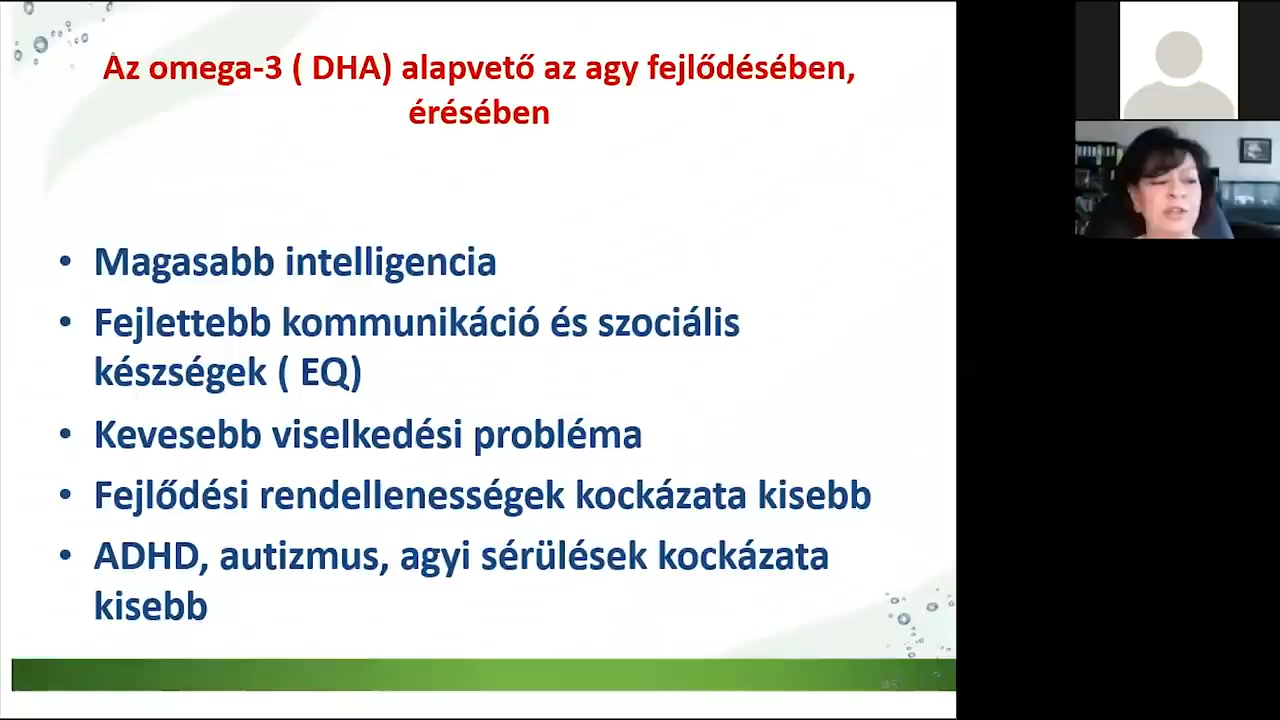 Az omega-3 ( DHA) alapvető az agy fejlődésében,
érésében
• Magasabb intelligencia
• Fejlettebb kommunikáció és szociális
készségek ( EQ)
• Kevesebb viselkedési probléma
• Fejlődési rendellenességek kockázata kisebb
• ADHD, autizmus, agyi sérülések kockázata
kisebb